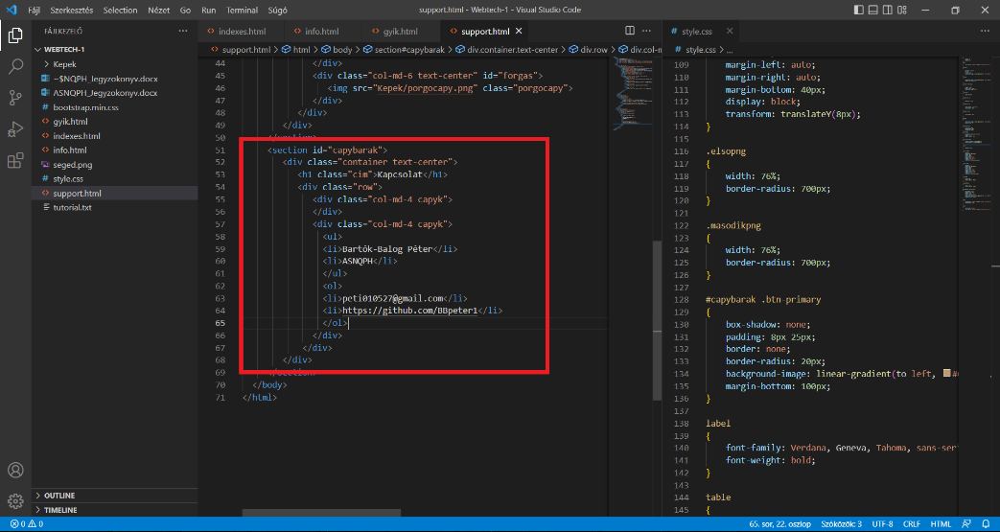 Fájl Szerkesztés Selection Nézet Go Run Terminal Súgó
support.html - Webtech-1 - Visual Studio Code
FÁJLKEZELŐ
WEBTECH-1
Kepek
~$NQPH_Jegyzokonyv.docx
ASNQPH_Jegyzokonyv.docx
bootstrap.min.css
gyik.html
indexes.html
info.html
seged.png
style.css
support.html
tutorial.txt
OUTLINE
TIMELINE
indexes.html info.html gyik.html support.html
support.html > html > body > section#capybarak > div.container.text-center > div.row > div.col-m
44 </div>
45 <div class="col-md-6 text-center" id="forgas">
46 <img src="Kepek/porgocapy.png" class="porgocapy">
47 </div>
48 </div>
49 </div>
50 </section>
51 <section id="capybarak">
52 <div class="container text-center">
53 <h1 class="cim">Kapcsolat</h1>
54 <div class="row">
55 <div class="col-md-4 capyk">
56 </div>
57 <div class="col-md-4 capyk">
58 <ul>
59 <li>Bartók-Balog Péter</li>
60 <li>ASNQPH</li>
61 </ul>
62 <ol>
63 <li>peti010527@gmail.com</li>
64 <li>https://github.com/BBpeter1</li>
65 </ol>
66 </div>
67 </div>
68 </div>
69 </section>
70 </body>
71 </html>
style.css
style.css > ...
109 margin-left: auto;
110 margin-right: auto;
111 margin-bottom: 40px;
112 display: block;
113 transform: translateY(8px);
114 }
115
116 .elsopng
117 {
118 width: 76%;
119 border-radius: 700px;
120 }
121
122 .masodikpng
123 {
124 width: 76%;
125 border-radius: 700px;
126 }
127
128 #capybarak .btn-primary
129 {
130 box-shadow: none;
131 padding: 8px 25px;
132 border: none;
133 border-radius: 20px;
134 background-image: linear-gradient(to left, #
135 margin-bottom: 100px;
136 }
137
138 label
139 {
140 font-family: Verdana, Geneva, Tahoma, sans-ser
141 font-weight: bold;
142 }
143
144 table
145 {
0 0
65. sor, 22. oszlop Szóközök: 3 UTF-8 CRLF HTML